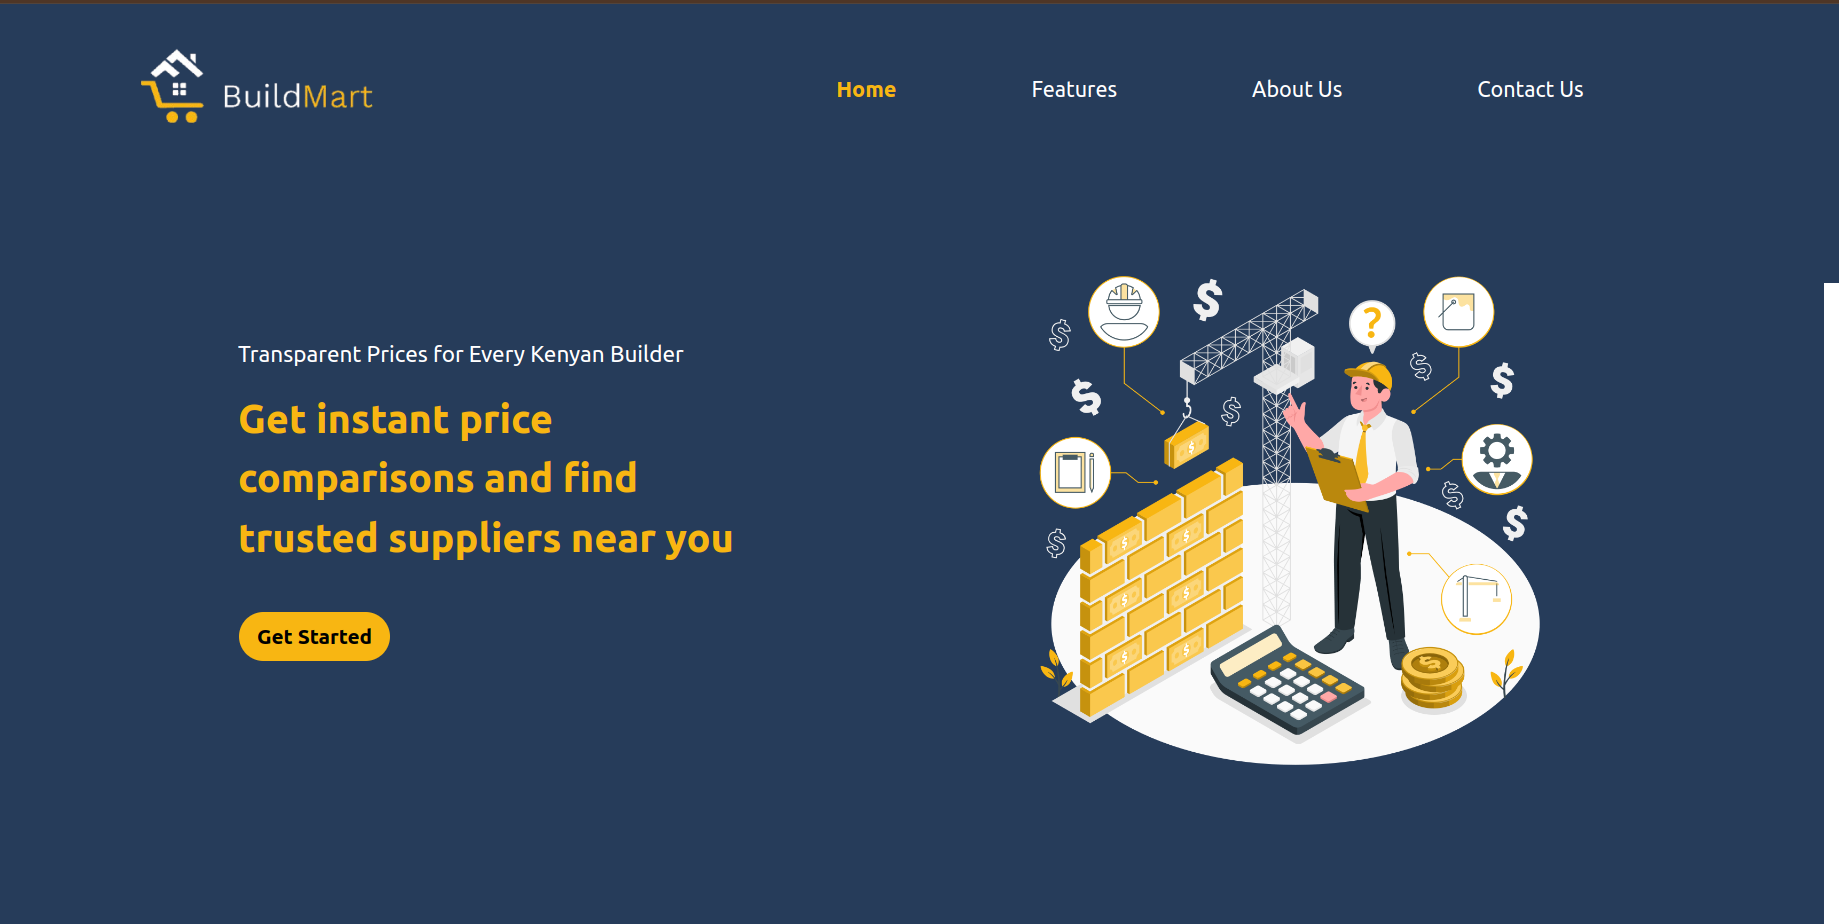 BuildMart
Home
Features
About Us
Contact Us
Transparent Prices for Every Kenyan Builder
Get instant price
comparisons and find
trusted suppliers near you
Get Started
?
$
$
$
$
$
$
$
$
$
$